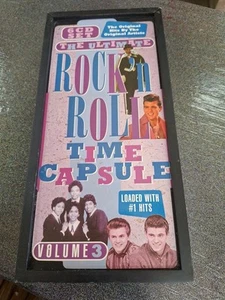 6 CD SET
The Original Hits By The Original Artists
THE ULTIMATE
ROCK 'n
ROLL
TIME
CAPSULE
LOADED WITH #1 HITS
VOLUME 3